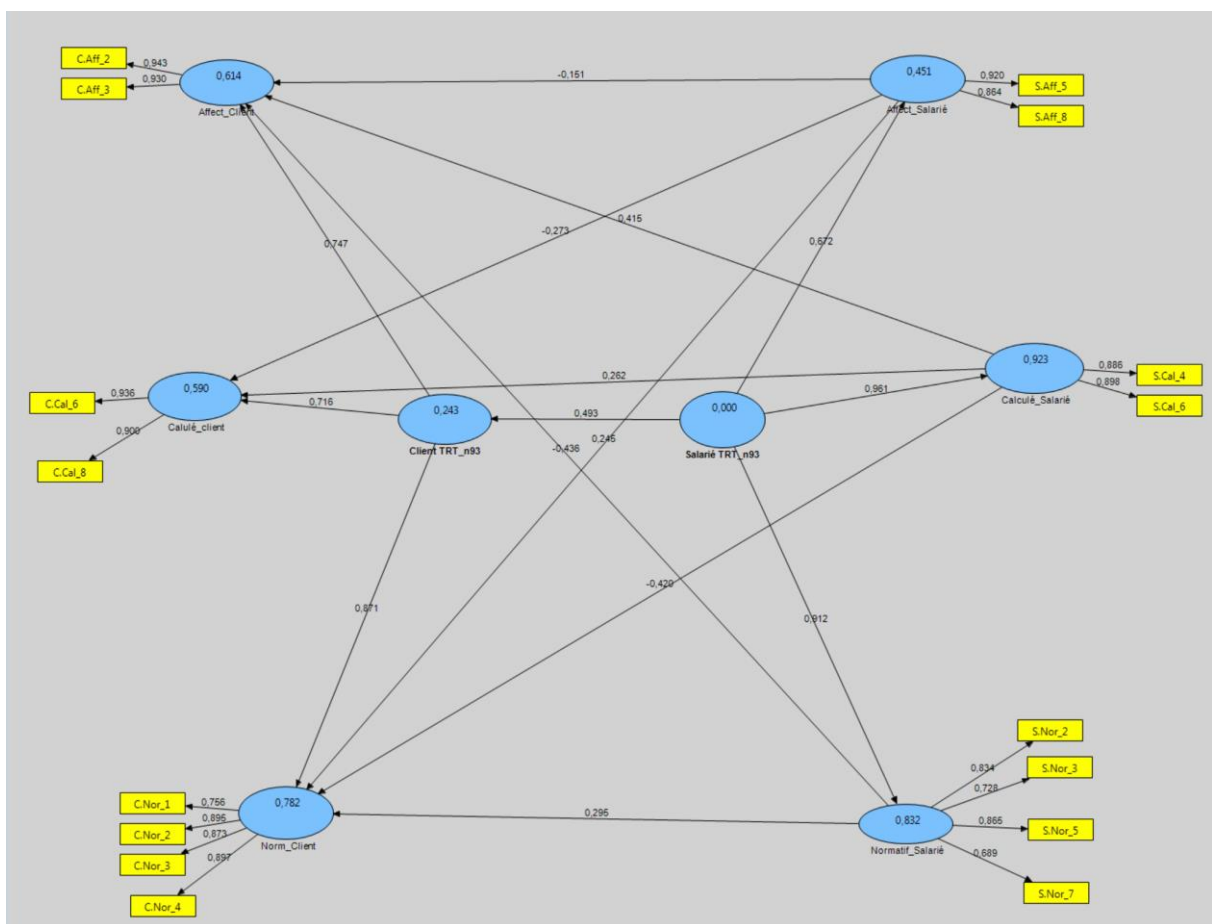 C.Aff_2
0,943
C.Aff_3
0,930
0,614
Affect_Client
-0,151
0,451
Affect_Salarié
0,920
S.Aff_5
0,864
S.Aff_8
0,415
-0,273
0,747
0,672
0,590
Calulé_client
C.Cal_6
0,936
C.Cal_8
0,900
0,262
0,716
0,243
Client TRT_n93
0,493
0,000
Salarié TRT_n93
0,961
0,923
Calculé_Salarié
0,886
S.Cal_4
0,898
S.Cal_6
0,246
-0,436
-0,420
0,871
0,912
C.Nor_1
0,756
C.Nor_2
0,895
C.Nor_3
0,873
C.Nor_4
0,897
0,782
Norm_Client
0,295
0,832
Normatif_Salarié
0,834
S.Nor_2
0,728
S.Nor_3
0,865
S.Nor_5
0,689
S.Nor_7